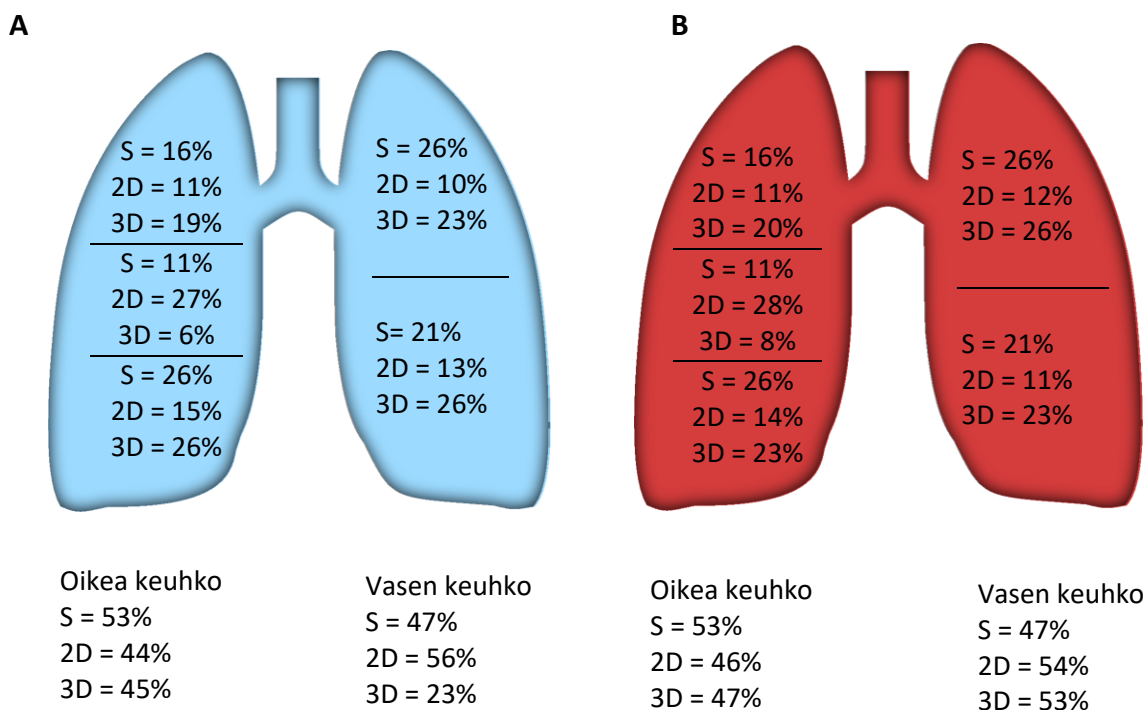 A
S = 16%
2D = 11%
3D = 19%
S = 11%
2D = 27%
3D = 6%
S = 26%
2D = 15%
3D = 26%
S = 26%
2D = 10%
3D = 23%
S= 21%
2D = 13%
3D = 26%
Oikea keuhko
S = 53%
2D = 44%
3D = 45%
Vasen keuhko
S = 47%
2D = 56%
3D = 23%
B
S = 16%
2D = 11%
3D = 20%
S = 11%
2D = 28%
3D = 8%
S = 26%
2D = 14%
3D = 23%
S = 26%
2D = 12%
3D = 26%
S = 21%
2D = 11%
3D = 23%
Oikea keuhko
S = 53%
2D = 46%
3D = 47%
Vasen keuhko
S = 47%
2D = 54%
3D = 53%